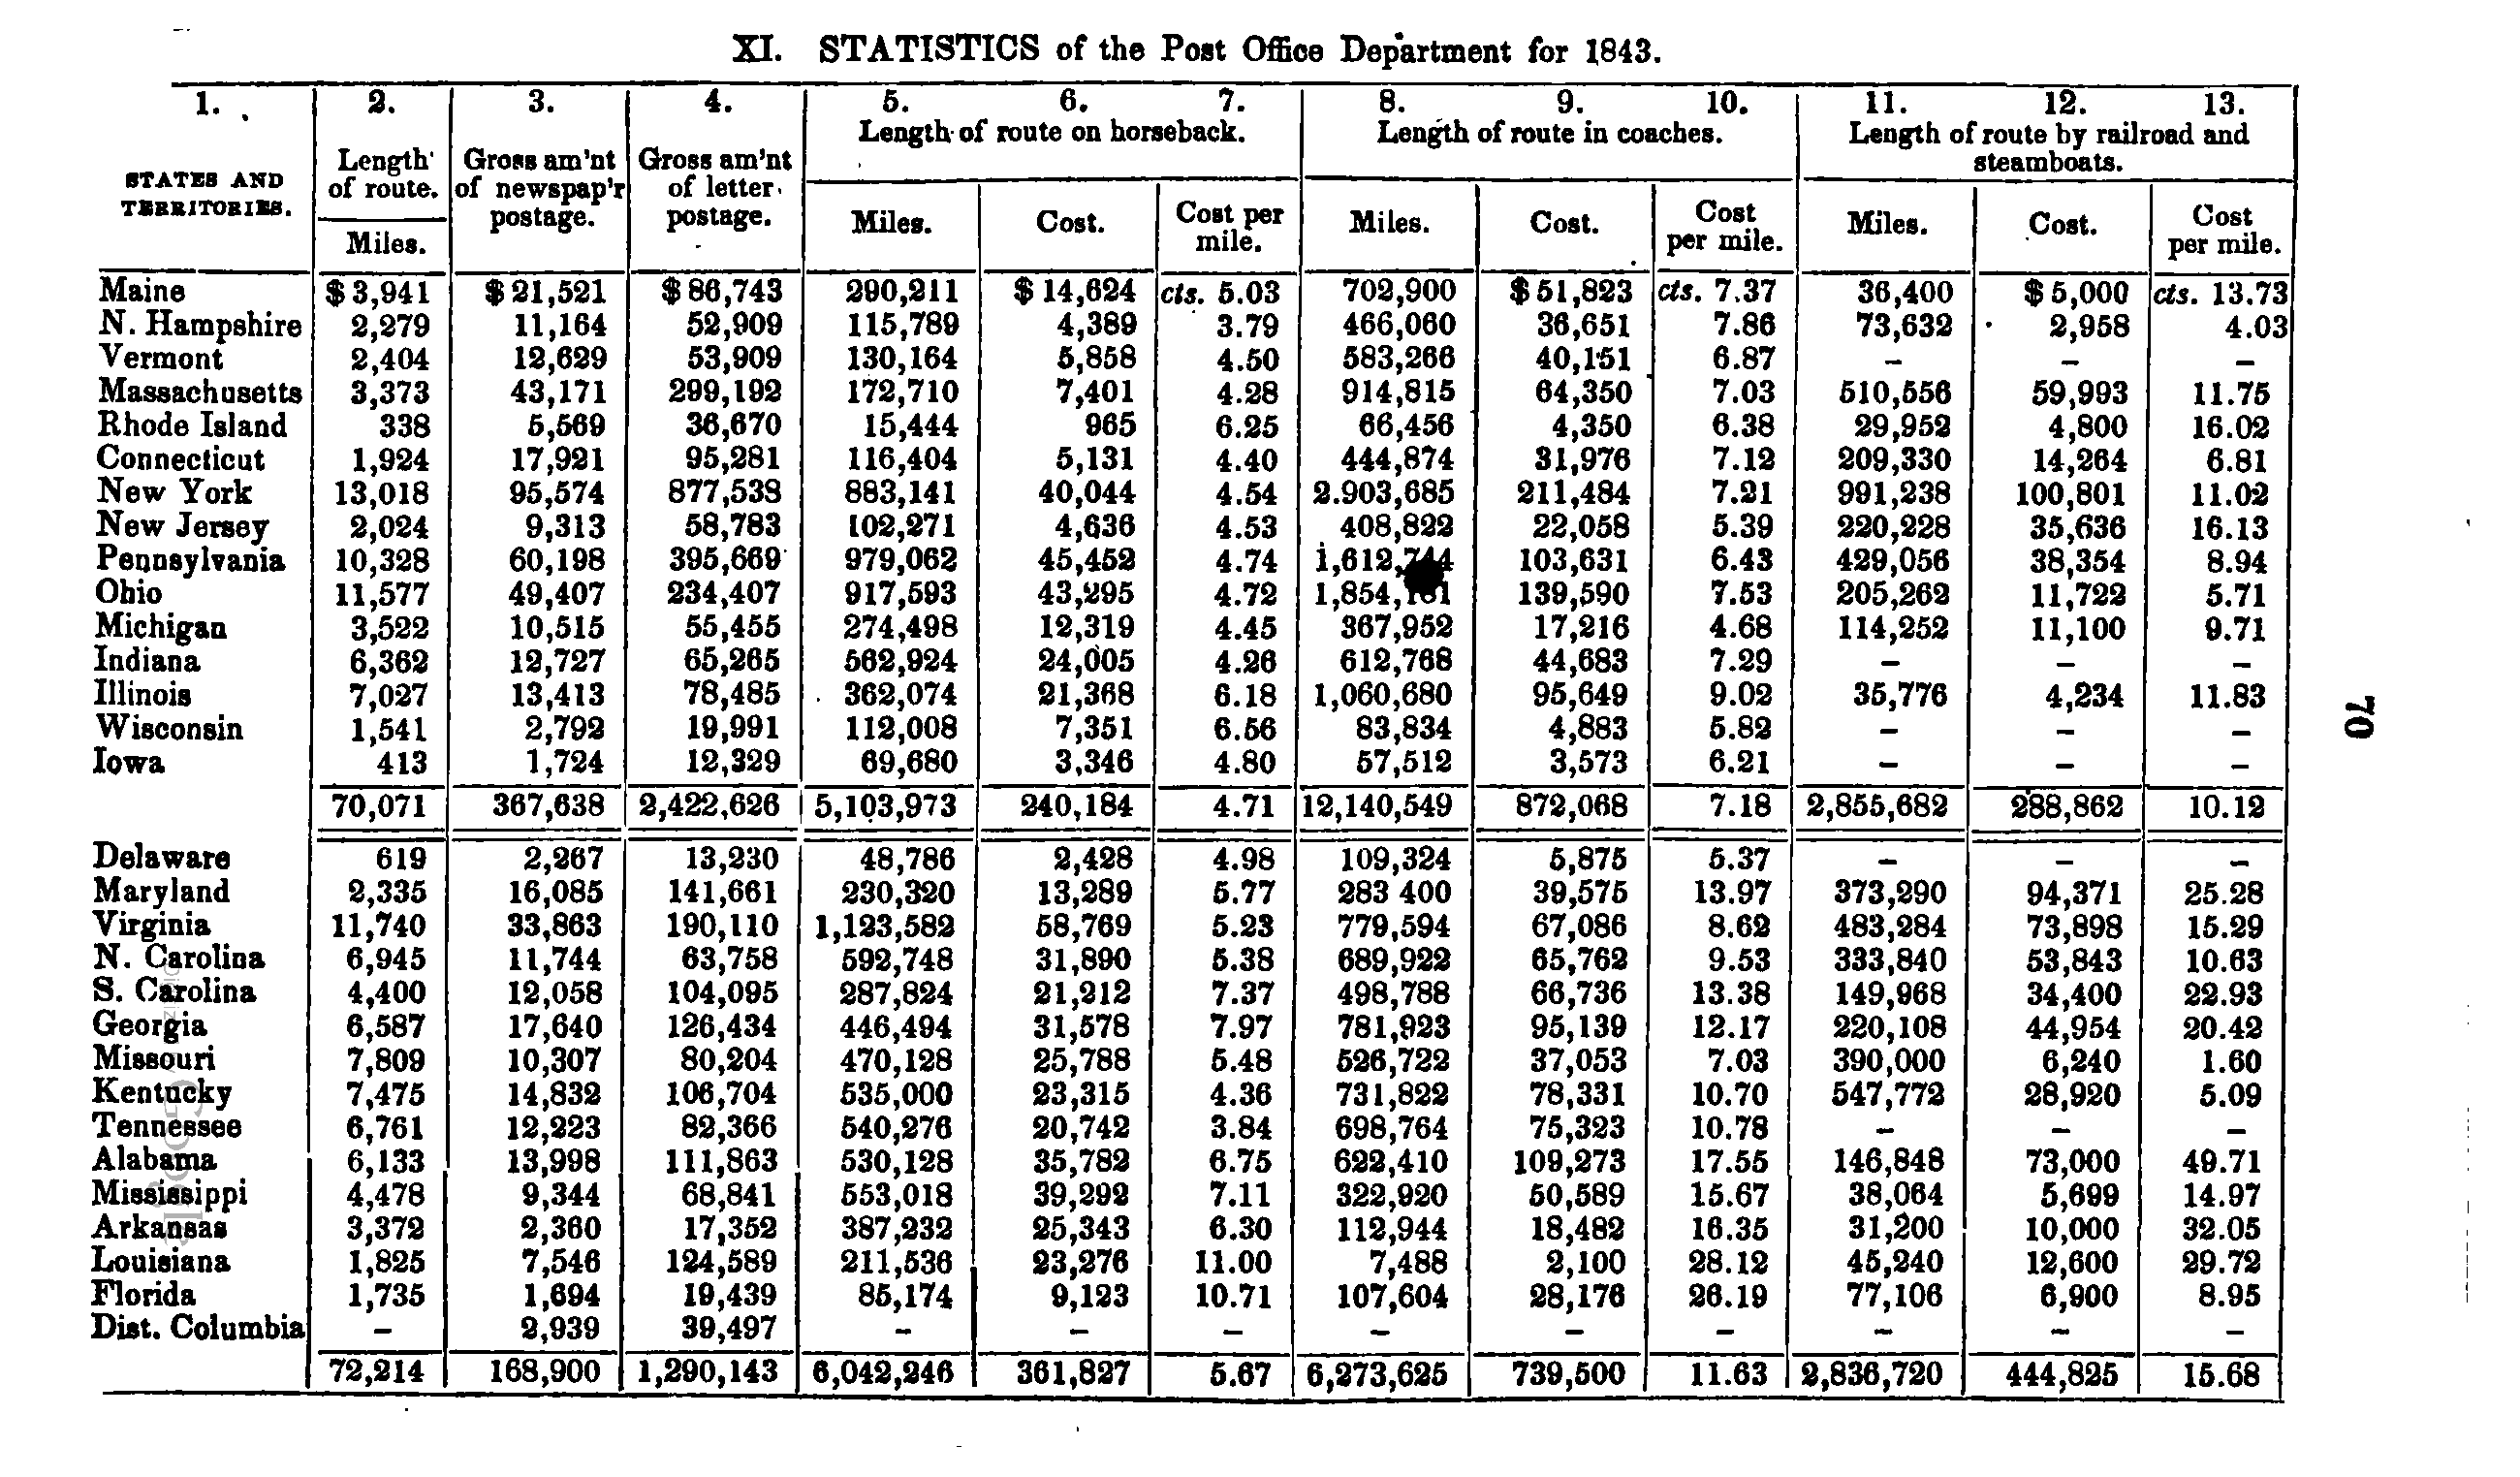 XI. STATISTICS of the Post Office Department for 1843.
1. 2. 3. 4. 5. 6. 7. 8. 9. 10. 11. 12. 13.
STATES AND TERRITORIES. Length of route. Gross am'nt of newspap'r postage. Gross am'nt of letter postage. Length of route on horseback. Length of route in coaches. Length of route by railroad and steamboats.
Miles. Miles. Cost. Cost per mile. Miles. Cost. Cost per mile. Miles. Cost. Cost per mile.
Maine $3,941 $21,521 $86,743 290,211 $14,624 cts. 5.03 702,900 $51,823 cts. 7.37 36,400 $5,000 cts. 13.73
N. Hampshire 2,279 11,164 52,909 115,789 4,389 3.79 466,060 36,651 7.86 73,632 2,958 4.03
Vermont 2,404 12,629 53,909 130,164 5,858 4.50 583,266 40,151 6.87 – – –
Massachusetts 3,373 43,171 299,192 172,710 7,401 4.28 914,815 64,350 7.03 510,556 59,993 11.75
Rhode Island 338 5,569 36,670 15,444 965 6.25 66,456 4,350 6.38 29,952 4,800 16.02
Connecticut 1,924 17,921 95,281 116,404 5,131 4.40 444,874 31,976 7.12 209,330 14,264 6.81
New York 13,018 95,574 877,538 883,141 40,044 4.54 2.903,685 211,484 7.21 991,238 100,801 11.02
New Jersey 2,024 9,313 58,783 102,271 4,636 4.53 408,822 22,058 5.39 220,228 35,636 16.13
Pennsylvania 10,328 60,198 395,669 979,062 45,452 4.74 1,612,744 103,631 6.43 429,056 38,354 8.94
Ohio 11,577 49,407 234,407 917,593 43,295 4.72 139,590 7.53 205,262 11,722 5.71
Michigan 3,522 10,515 55,455 274,498 12,319 4.45 367,952 17,216 4.68 114,252 11,100 9.71
Indiana 6,362 12,727 65,265 562,924 24,005 4.26 612,768 44,683 7.29 – – –
Illinois 7,027 13,413 78,485 362,074 21,368 6.18 1,060,680 95,649 9.02 35,776 4,234 11.83
Wisconsin 1,541 2,792 19,991 112,008 7,351 6.56 83,834 4,883 5.82 – – –
Iowa 413 1,724 12,329 69,680 3,346 4.80 57,512 3,573 6.21 – – –
70,071 367,638 2,422,626 5,103,973 240,184 4.71 12,140,549 872,068 7.18 2,855,682 288,862 10.12
Delaware 619 2,267 13,230 48,786 2,428 4.98 109,324 5,875 5.37 – – –
Maryland 2,335 16,085 141,661 230,320 13,289 5.77 283 400 39,575 13.97 373,290 94,371 25.28
Virginia 11,740 33,863 190,110 1,123,582 58,769 5.23 779,594 67,086 8.62 483,284 73,898 15.29
N. Carolina 6,945 11,744 63,758 592,748 31,890 5.38 689,922 65,762 9.53 333,840 53,843 10.63
S. Carolina 4,400 12,058 104,095 287,824 21,212 7.37 498,788 66,736 13.38 149,968 34,400 22.93
Georgia 6,587 17,640 126,434 446,494 31,578 7.97 781,923 95,139 12.17 220,108 44,954 20.42
Missouri 7,809 10,307 80,204 470,128 25,788 5.48 526,722 37,053 7.03 390,000 6,240 1.60
Kentucky 7,475 14,832 106,704 535,000 23,315 4.36 731,822 78,331 10.70 547,772 28,920 5.09
Tennessee 6,761 12,223 82,366 540,276 20,742 3.84 698,764 75,323 10.78 – – –
Alabama 6,133 13,998 111,863 530,128 35,782 6.75 622,410 109,273 17.55 146,848 73,000 49.71
Mississippi 4,478 9,344 68,841 553,018 39,292 7.11 322,920 50,589 15.67 38,064 5,699 14.97
Arkansas 3,372 2,360 17,352 387,232 25,343 6.30 112,944 18,482 16.35 31,200 10,000 32.05
Louisiana 1,825 7,546 124,589 211,536 23,276 11.00 7,488 2,100 28.12 45,240 12,600 29.72
Florida 1,735 1,694 19,439 85,174 9,123 10.71 107,604 28,176 26.19 77,106 6,900 8.95
Dist. Columbia – 2,939 39,497 – – – – – – – – –
72,214 168,900 1,290,143 6,042,246 361,827 5.67 6,273,625 739,500 11.63 2,836,720 444,825 15.68
70